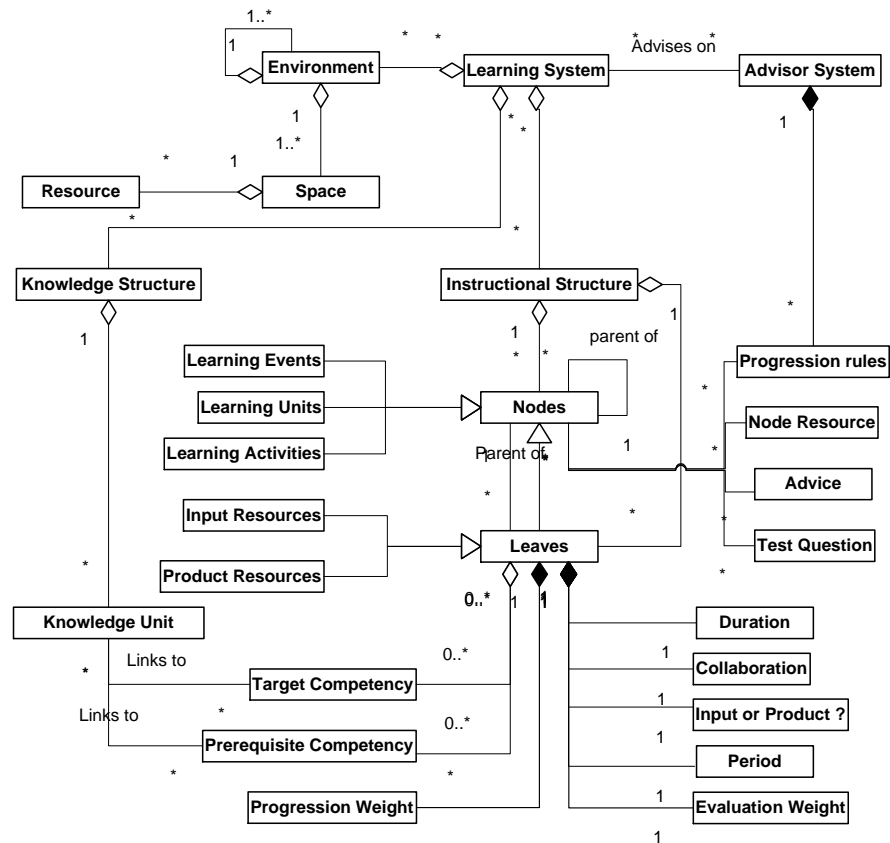 1..*
1
*
*
*
*
Advises on
Environment
Learning System
Advisor System
1
*
*
1
1..*
*
1
Resource
Space
*
*
Knowledge Structure
Instructional Structure
*
1
1
1
parent of
*
*
Learning Events
Progression rules
*
Learning Units
Nodes
Node Resource
Learning Activities
Parent of
1
*
1
*
Advice
*
Input Resources
*
*
Leaves
Test Question
Product Resources
*
*
0..*
1
1
Knowledge Unit
Duration
Links to
0..*
1
*
Target Competency
Collaboration
Links to
*
0..*
1
Input or Product ?
Prerequisite Competency
1
*
*
Period
Progression Weight
1
Evaluation Weight
1